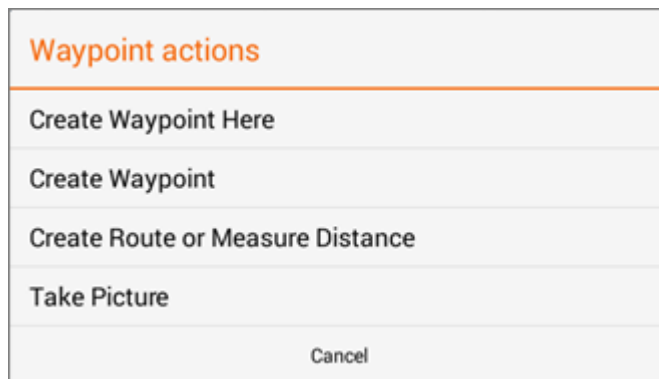 Waypoint actions
Create Waypoint Here
Create Waypoint
Create Route or Measure Distance
Take Picture
Cancel